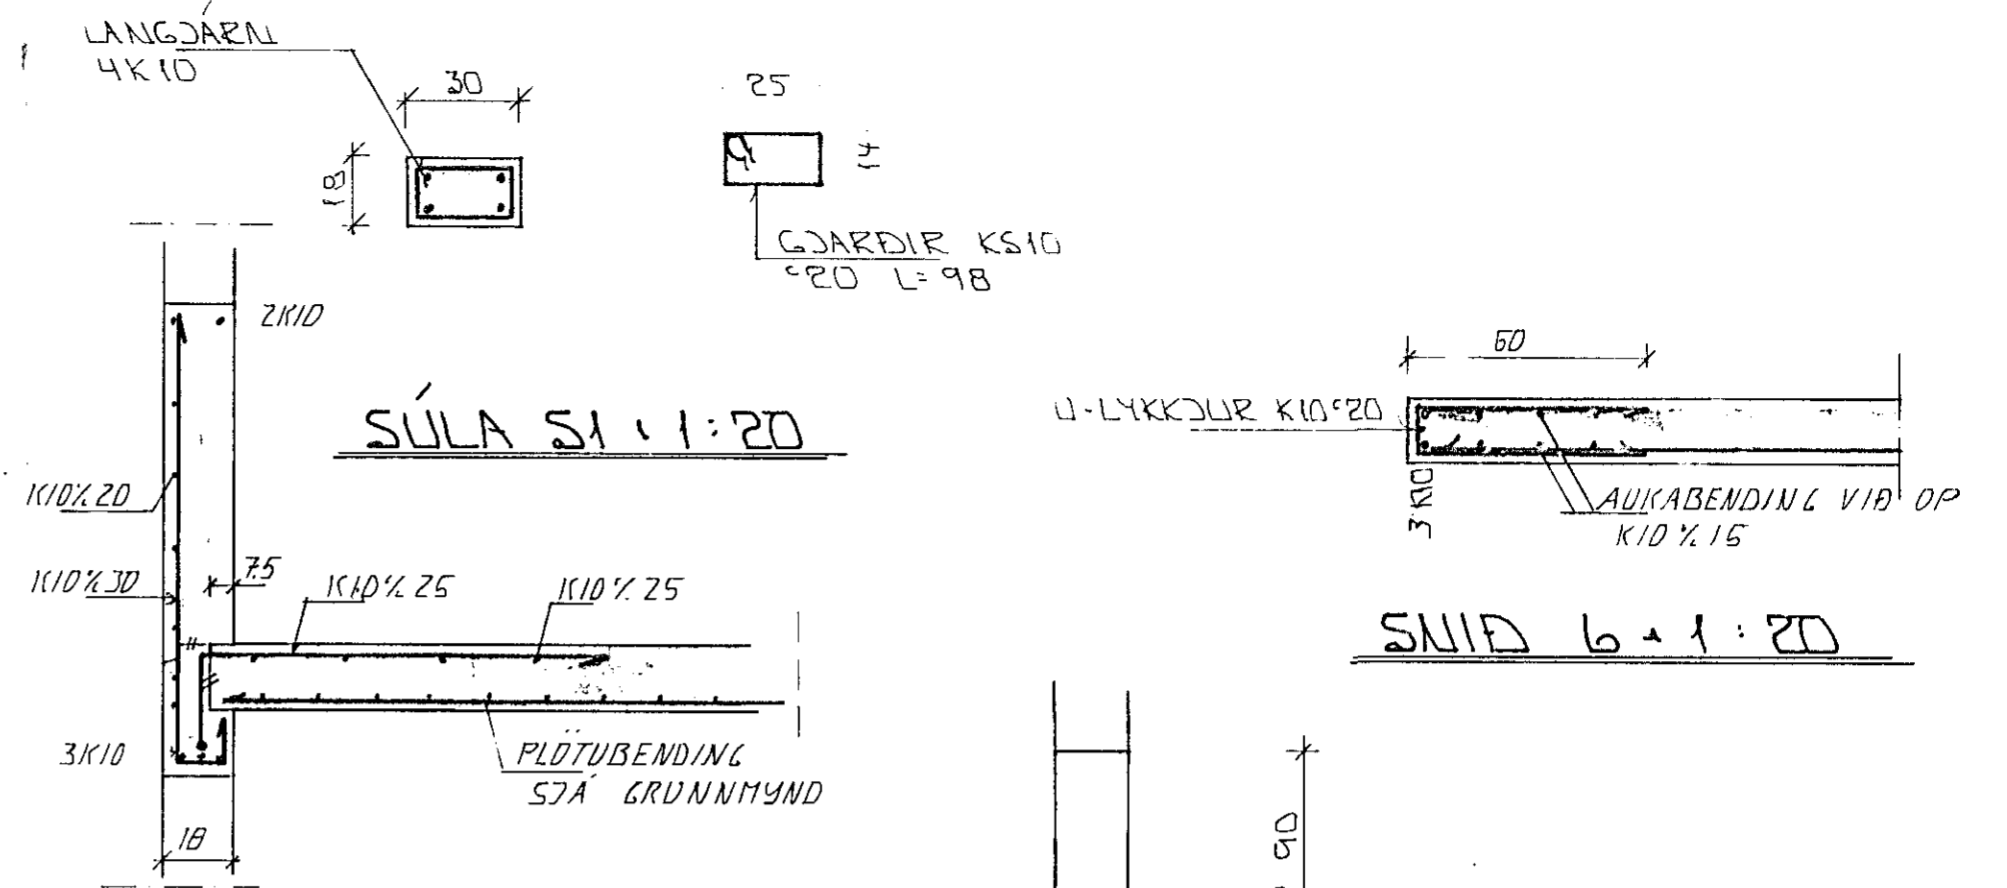 LANGJÁRN
4K10
30
18
25
14
GJARÐIR KS10
c20 L=98
2K10
SÚLA S1 · 1:20
K10%20
K10%30
7.5
K10%25
K10%25
3K10
PLÖTUBENDING
SJÁ GRUNNMYND
18
60
U-LYKKJUR K10c20
3K10
AUKABENDING VIÐ OP
K10%15
SNIÐ 6 · 1:20
90